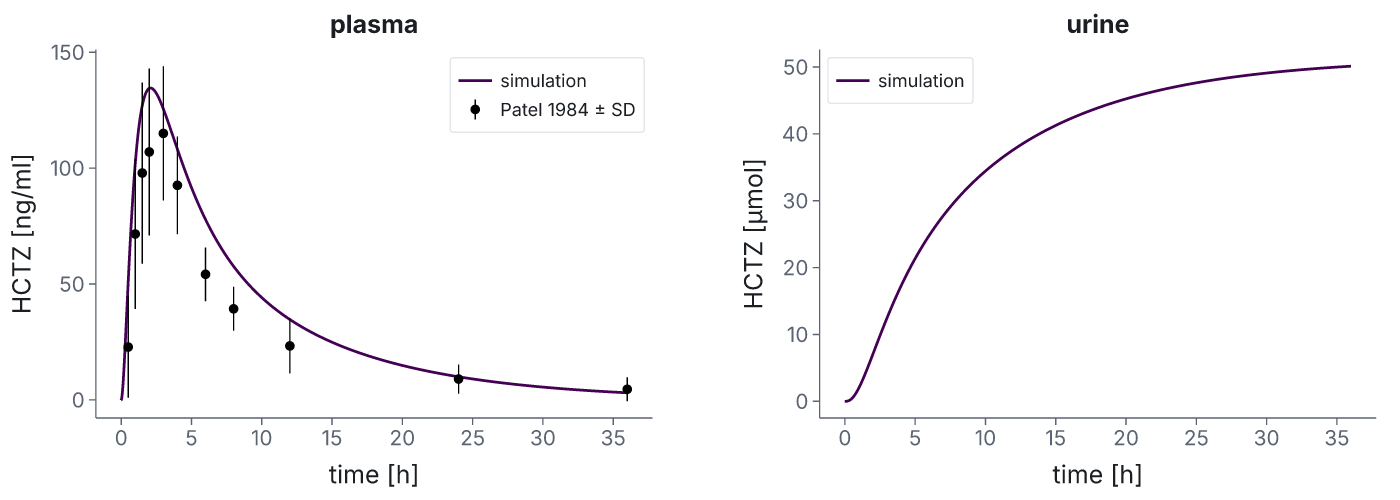 plasma
HCTZ [ng/ml]
150
100
50
0
simulation
Patel 1984 ± SD
0 5 10 15 20 25 30 35
time [h]
urine
HCTZ [µmol]
50
40
30
20
10
0
simulation
0 5 10 15 20 25 30 35
time [h]